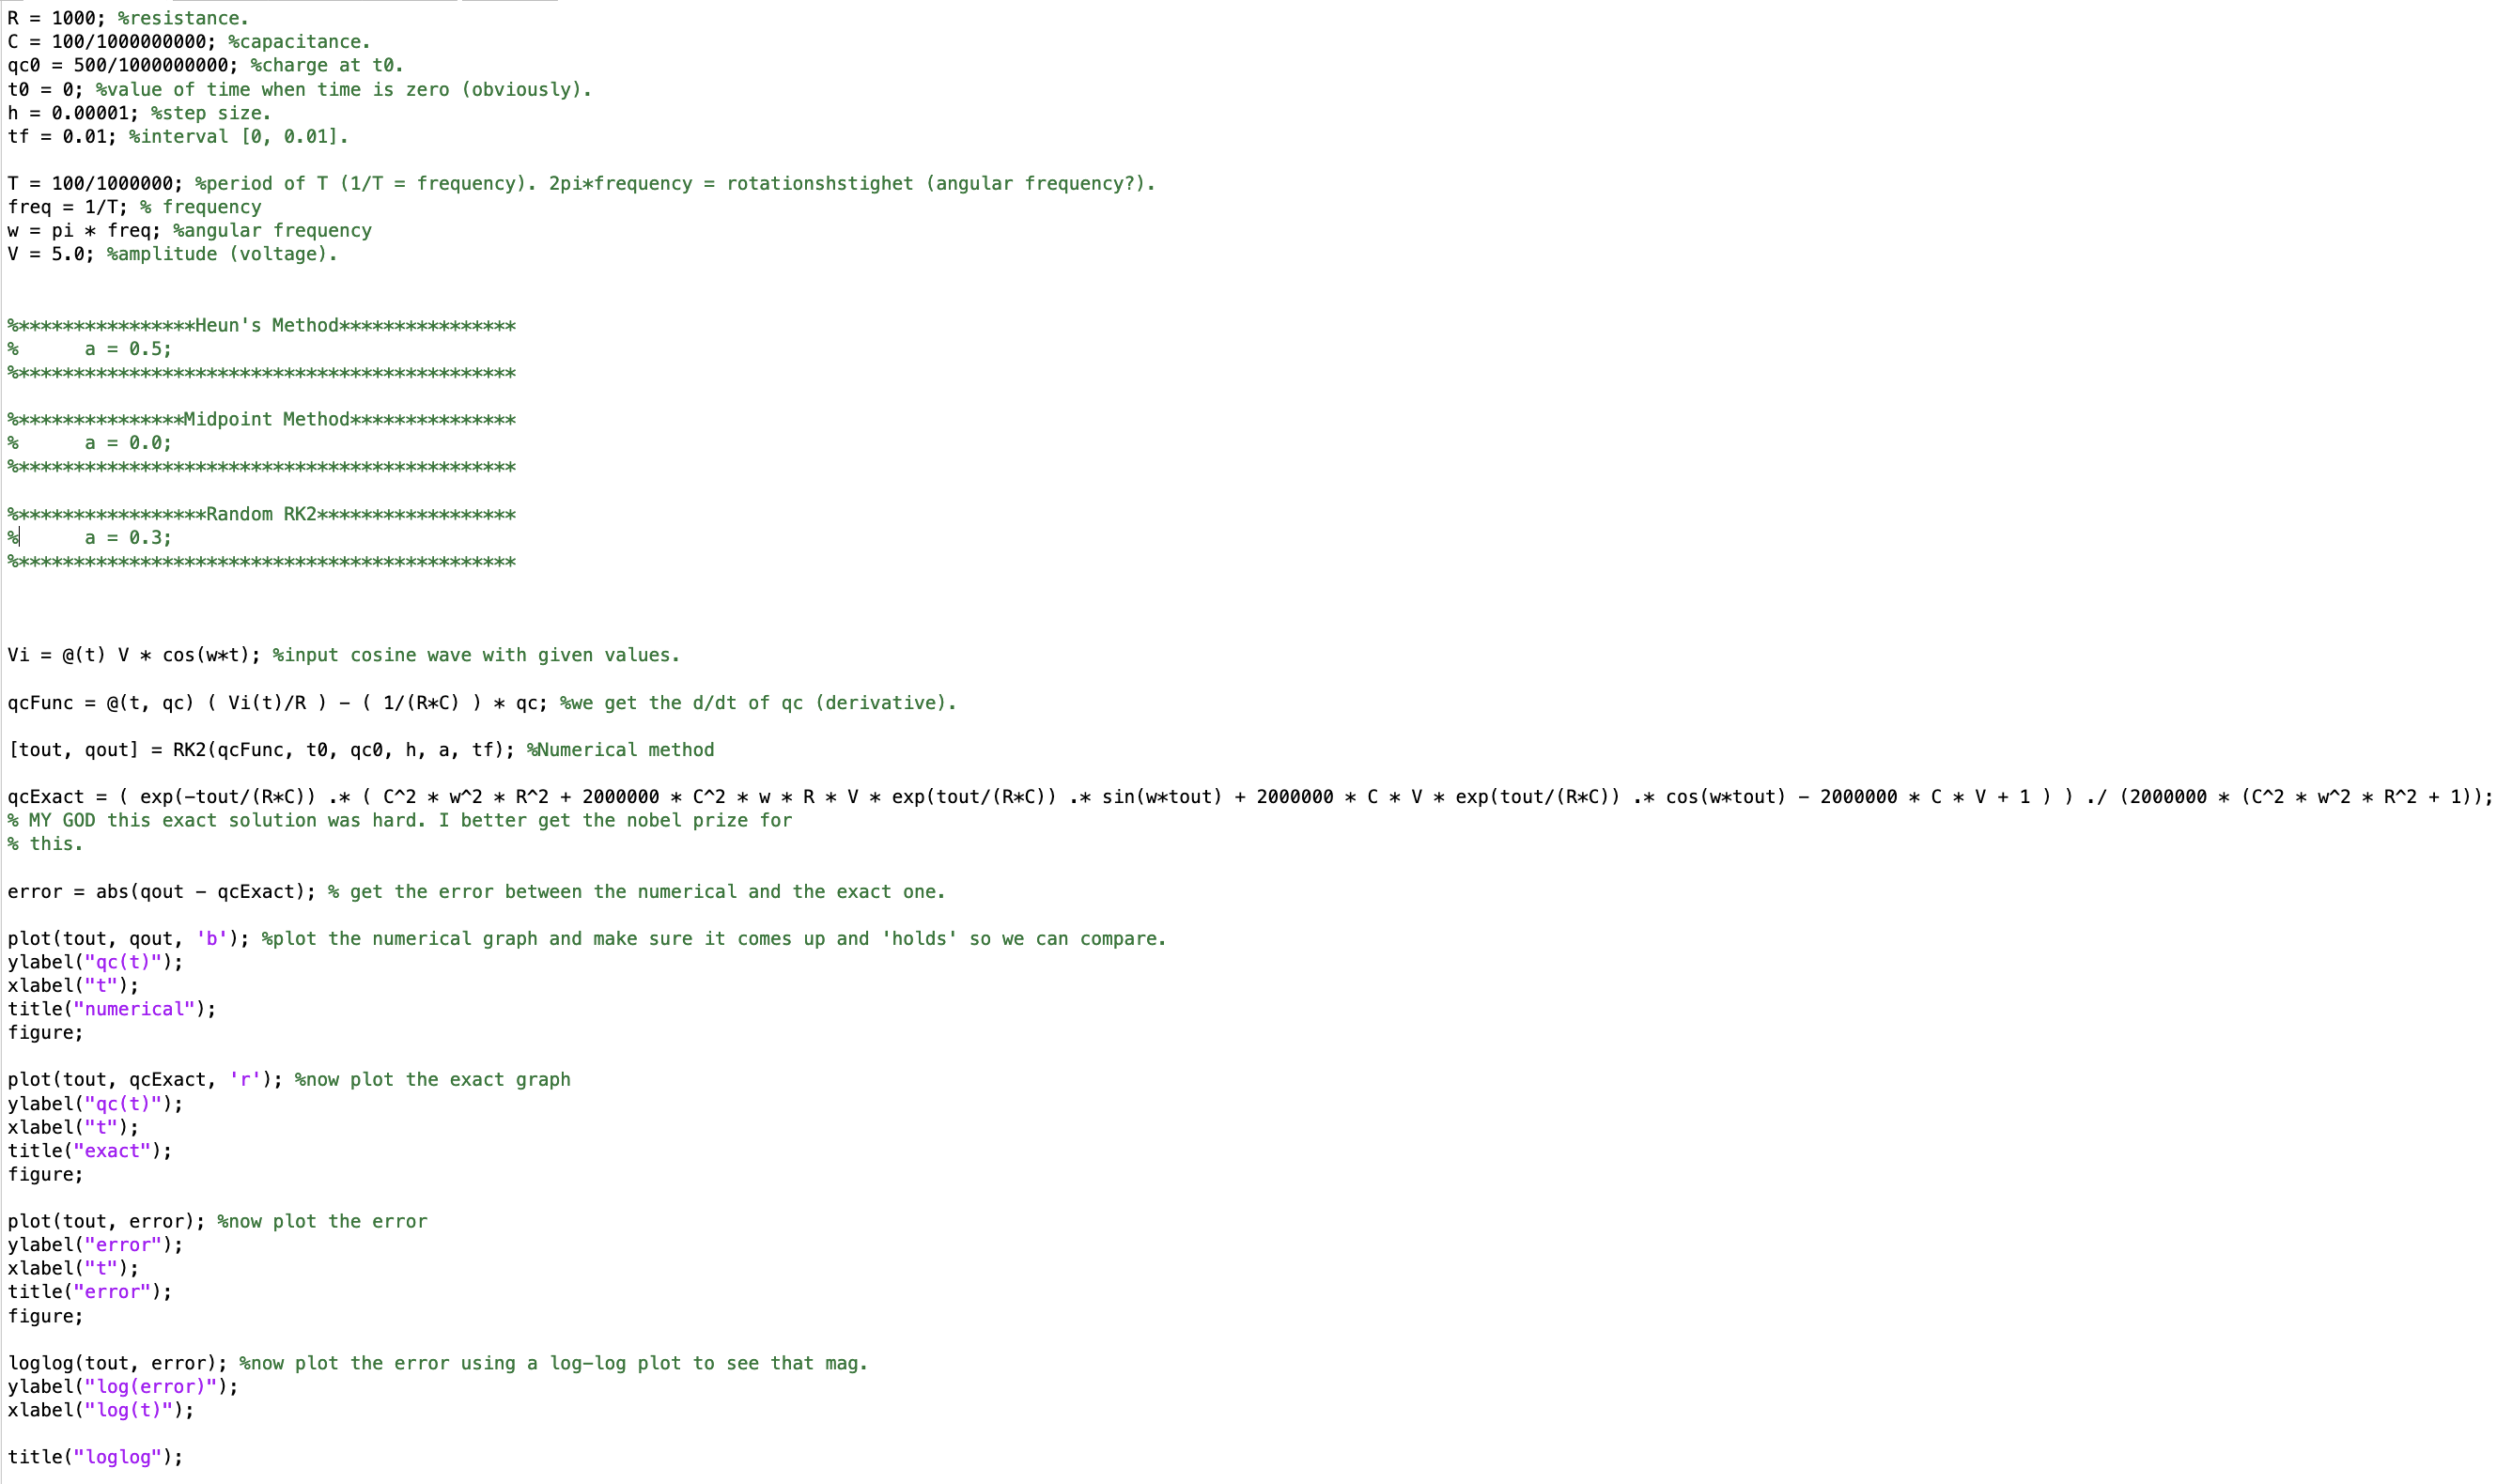 R = 1000; %resistance.
C = 100/1000000000; %capacitance.
qc0 = 500/1000000000; %charge at t0.
t0 = 0; %value of time when time is zero (obviously).
h = 0.00001; %step size.
tf = 0.01; %interval [0, 0.01].
T = 100/1000000; %period of T (1/T = frequency). 2pi*frequency = rotationshstighet (angular frequency?).
freq = 1/T; % frequency
w = pi * freq; %angular frequency
V = 5.0; %amplitude (voltage).
%****************Heun's Method****************
%      a = 0.5;
%*********************************************
%***************Midpoint Method***************
%      a = 0.0;
%*********************************************
%*****************Random RK2******************
%      a = 0.3;
%*********************************************
Vi = @(t) V * cos(w*t); %input cosine wave with given values.
qcFunc = @(t, qc) ( Vi(t)/R ) - ( 1/(R*C) ) * qc; %we get the d/dt of qc (derivative).
[tout, qout] = RK2(qcFunc, t0, qc0, h, a, tf); %Numerical method
qcExact = ( exp(-tout/(R*C)) .* ( C^2 * w^2 * R^2 + 2000000 * C^2 * w * R * V * exp(tout/(R*C)) .* sin(w*tout) + 2000000 * C * V * exp(tout/(R*C)) .* cos(w*tout) - 2000000 * C * V + 1 ) ) ./ (2000000 * (C^2 * w^2 * R^2 + 1));
% MY GOD this exact solution was hard. I better get the nobel prize for
% this.
error = abs(qout - qcExact); % get the error between the numerical and the exact one.
plot(tout, qout, 'b'); %plot the numerical graph and make sure it comes up and 'holds' so we can compare.
ylabel("qc(t)");
xlabel("t");
title("numerical");
figure;
plot(tout, qcExact, 'r'); %now plot the exact graph
ylabel("qc(t)");
xlabel("t");
title("exact");
figure;
plot(tout, error); %now plot the error
ylabel("error");
xlabel("t");
title("error");
figure;
loglog(tout, error); %now plot the error using a log-log plot to see that mag.
ylabel("log(error)");
xlabel("log(t)");
title("loglog");